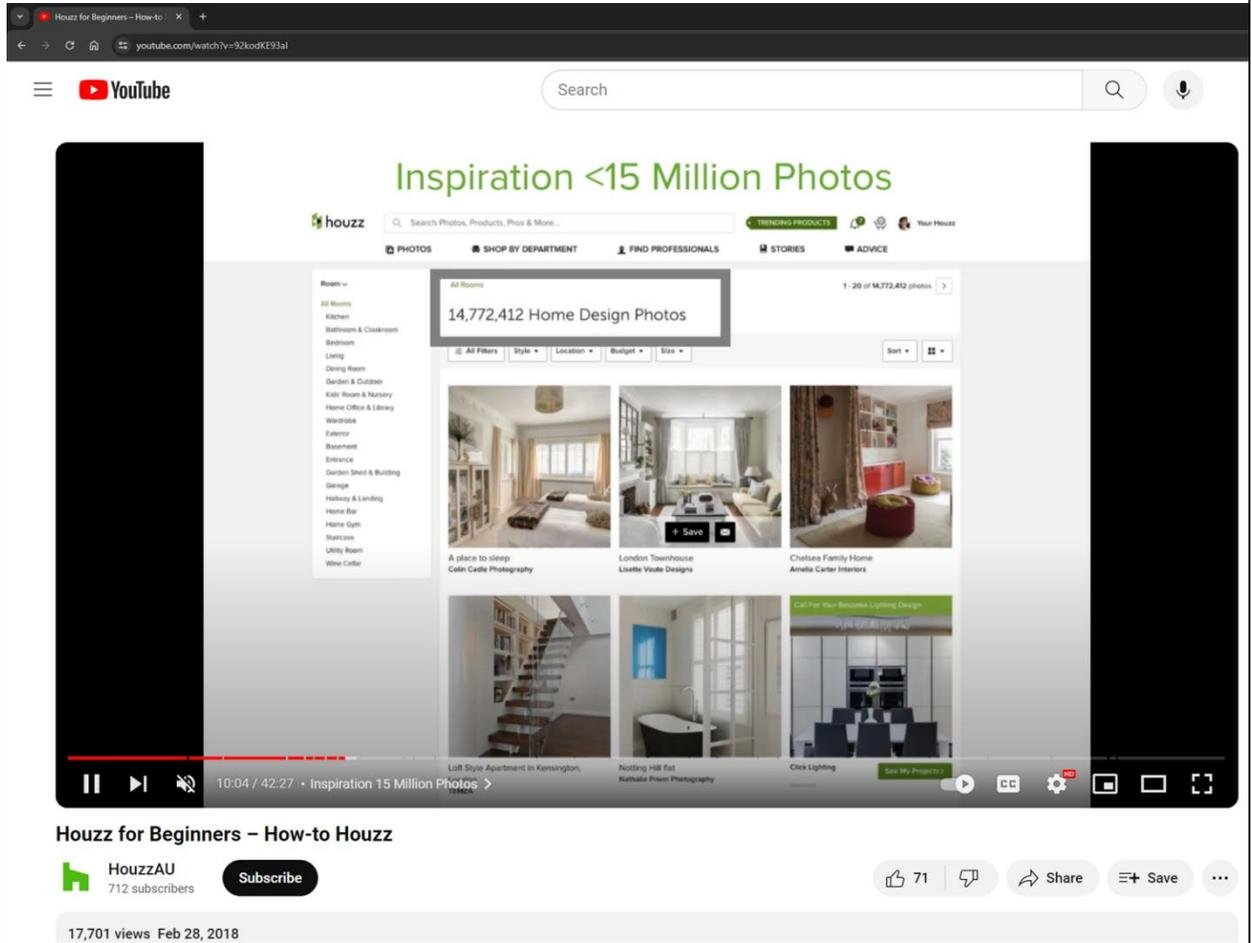 Houzz for Beginners – How-to
youtube.com/watch?v=92kodKE93aI
YouTube
Search
Inspiration <15 Million Photos
houzz
Search Photos, Products, Pros & More...
TRENDING PRODUCTS
Your Houzz
PHOTOS SHOP BY DEPARTMENT FIND PROFESSIONALS STORIES ADVICE
Room
All Rooms
Kitchen
Bathroom & Cloakroom
Bedroom
Living
Dining Room
Garden & Outdoor
Kids' Room & Nursery
Home Office & Library
Wardrobe
Exterior
Basement
Entrance
Garden Shed & Building
Garage
Hallway & Landing
Home Bar
Home Gym
Staircase
Utility Room
Wine Cellar
All Rooms
14,772,412 Home Design Photos
1 - 20 of 14,772,412 photos
All Filters Style Location Budget Size
Sort
+ Save
A place to sleep
Colin Cadle Photography
London Townhouse
Lisette Voute Designs
Chelsea Family Home
Amelia Carter Interiors
Call For Your Bespoke Lighting Design
Loft Style Apartment in Kensington,
Notting Hill flat
Nathalie Priem Photography
Click Lighting
See My Projects
10:04 / 42:27 • Inspiration 15 Million Photos
CC
HD
Houzz for Beginners – How-to Houzz
HouzzAU
712 subscribers
Subscribe
71
Share
Save
17,701 views Feb 28, 2018